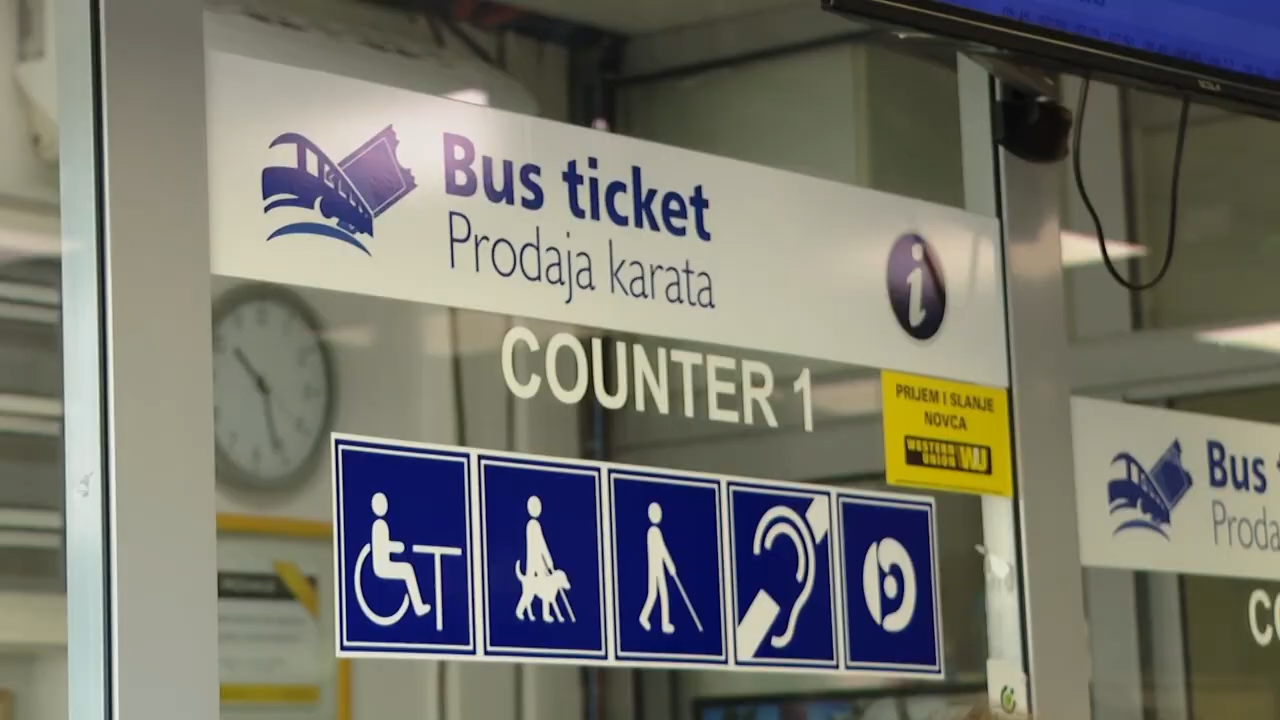 Bus ticket
Prodaja karata
COUNTER 1
PRIJEM I SLANJE
NOVCA
WESTERN
UNION WU
Bus
Proda